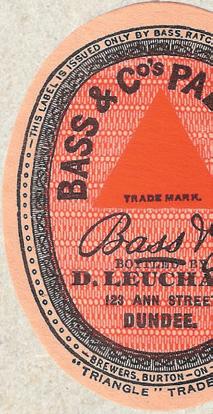 —THIS LABEL IS ISSUED ONLY BY BASS, RATC
BASS & Co's PA
TRADE MARK.
Bass
BOTTLED BY
D. LEUCHA
123 ANN STREE
DUNDEE.
BREWERS, BURTON-ON
"TRIANGLE" TRADE